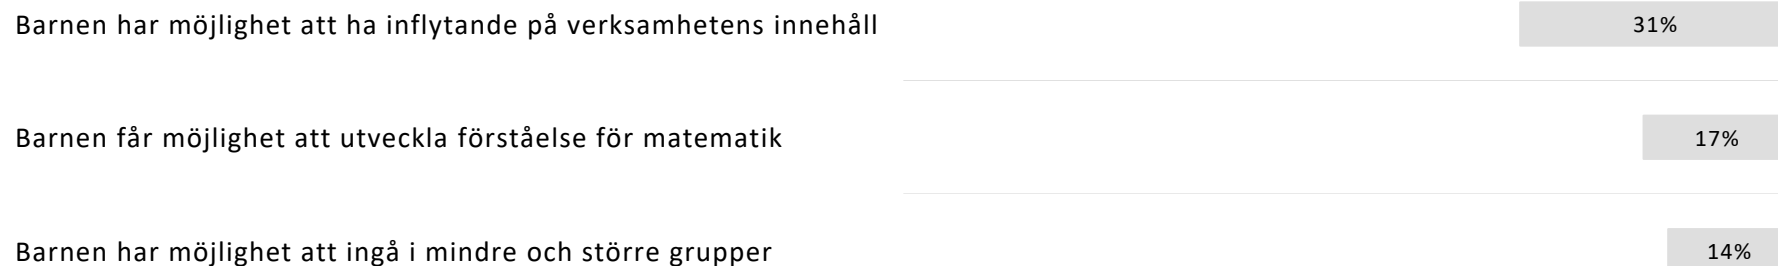 Barnen har möjlighet att ha inflytande på verksamhetens innehåll 31%
Barnen får möjlighet att utveckla förståelse för matematik 17%
Barnen har möjlighet att ingå i mindre och större grupper 14%